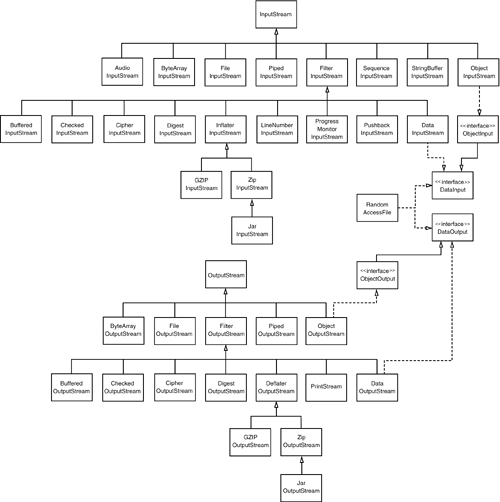 InputStream
Audio
InputStream
ByteArray
InputStream
File
InputStream
Piped
InputStream
Filter
InputStream
Sequence
InputStream
StringBuffer
InputStream
Object
InputStream
Buffered
InputStream
Checked
InputStream
Cipher
InputStream
Digest
InputStream
Inflater
InputStream
LineNumber
InputStream
Progress
Monitor
InputStream
Pushback
InputStream
Data
InputStream
<<interface>>
ObjectInput
GZIP
InputStream
Zip
InputStream
<<interface>>
DataInput
Random
AccessFile
Jar
InputStream
<<interface>>
DataOutput
OutputStream
<<interface>>
ObjectOutput
ByteArray
OutputStream
File
OutputStream
Filter
OutputStream
Piped
OutputStream
Object
OutputStream
Buffered
OutputStream
Checked
OutputStream
Cipher
OutputStream
Digest
OutputStream
Deflater
OutputStream
PrintStream
Data
OutputStream
GZIP
OutputStream
Zip
OutputStream
Jar
OutputStream